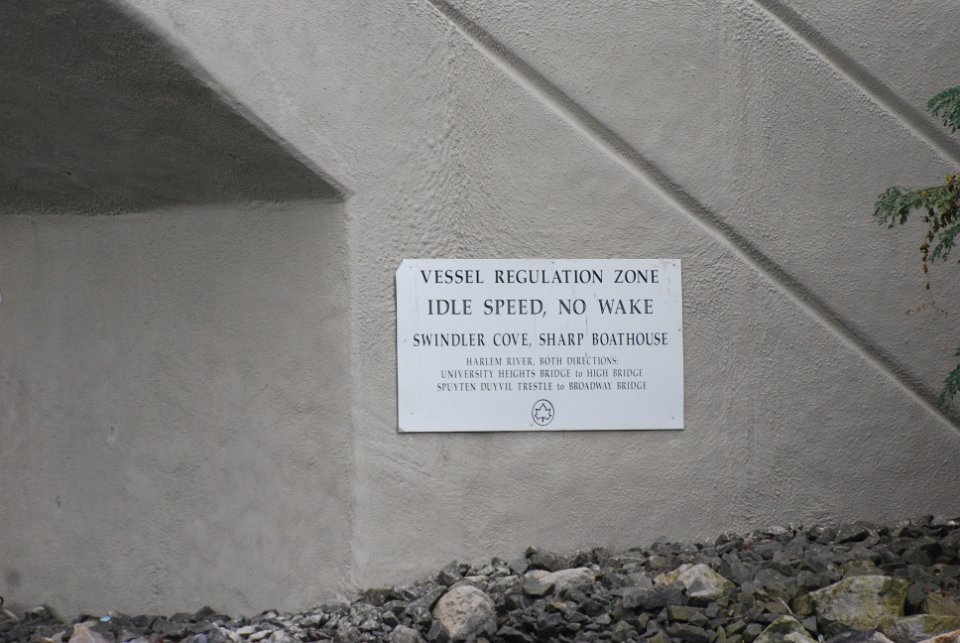 VESSEL REGULATION ZONE
IDLE SPEED, NO WAKE
SWINDLER COVE, SHARP BOATHOUSE
HARLEM RIVER, BOTH DIRECTIONS:
UNIVERSITY HEIGHTS BRIDGE to HIGH BRIDGE
SPUYTEN DUYVIL TRESTLE to BROADWAY BRIDGE